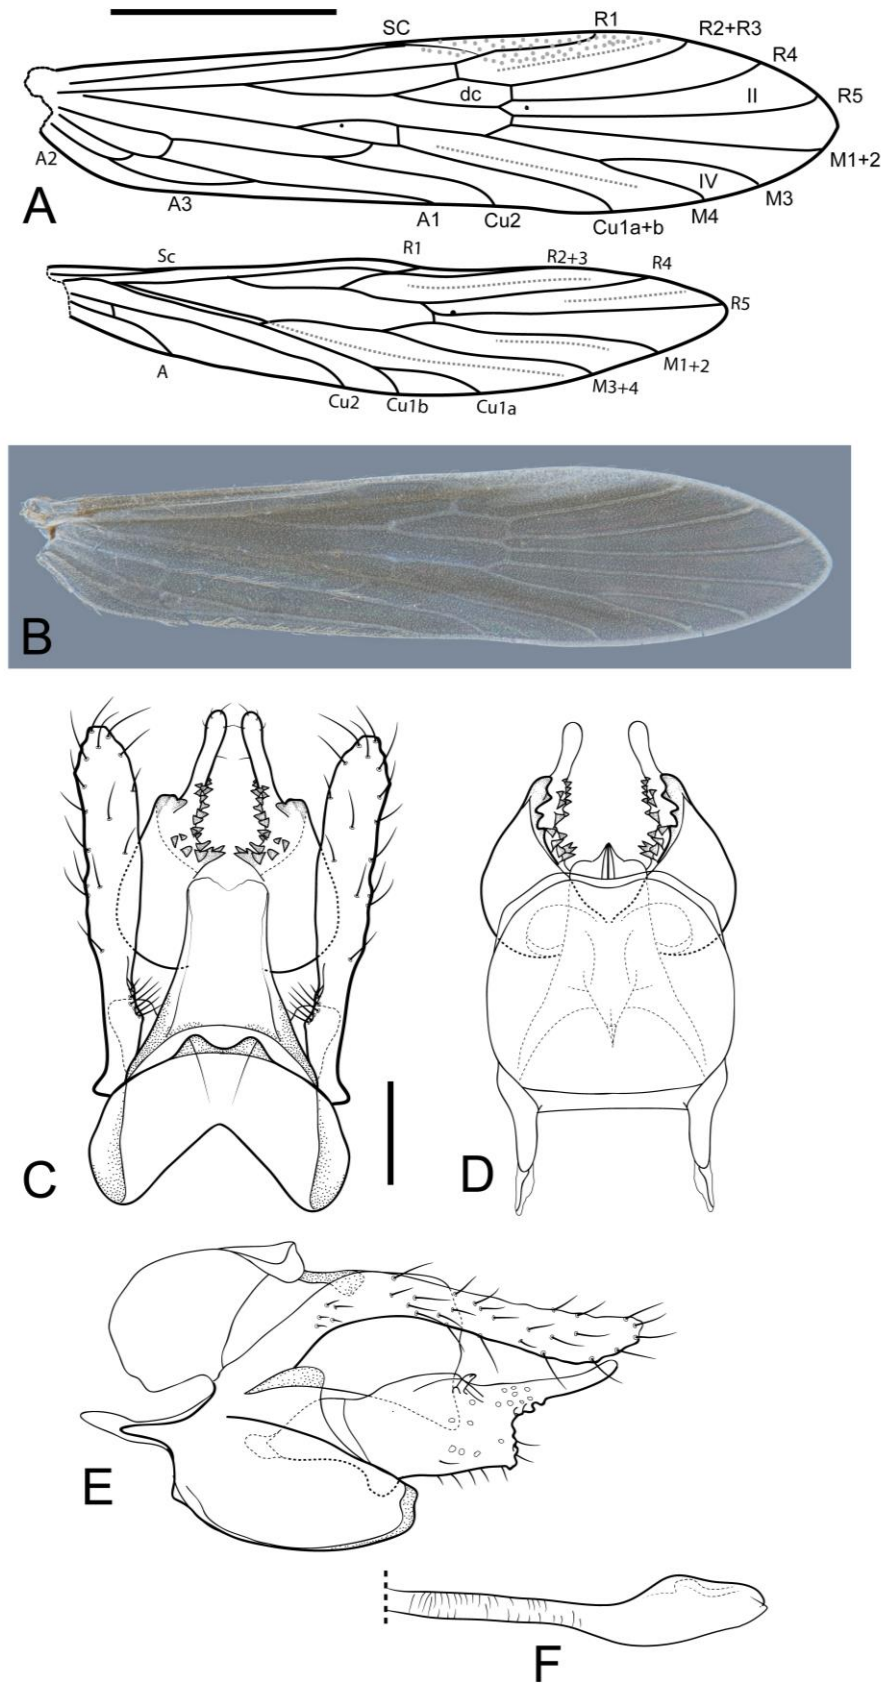 SC R1 R2+R3
R4
dc II R5
A2 M1+2
A IV M3
A3 M4
A1 Cu2 Cu1a+b
Sc R1 R2+3 R4
R5
A M1+2
M3+4
Cu2 Cu1b Cu1a
B
C D
E
F